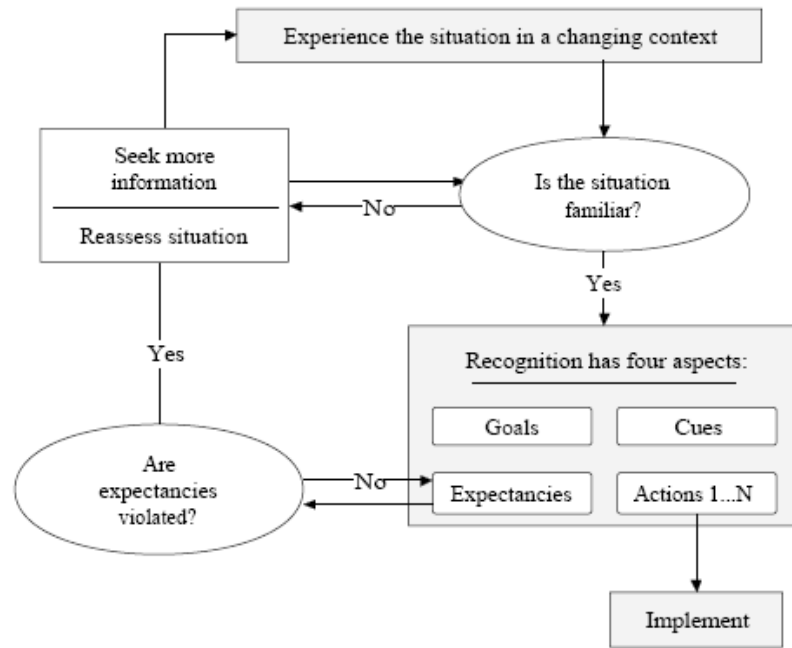 Experience the situation in a changing context
Seek more
information
Reassess situation
Is the situation
familiar?
No
Yes
Yes
Recognition has four aspects:
Goals
Cues
Expectancies
Actions 1...N
Are
expectancies
violated?
No
Implement